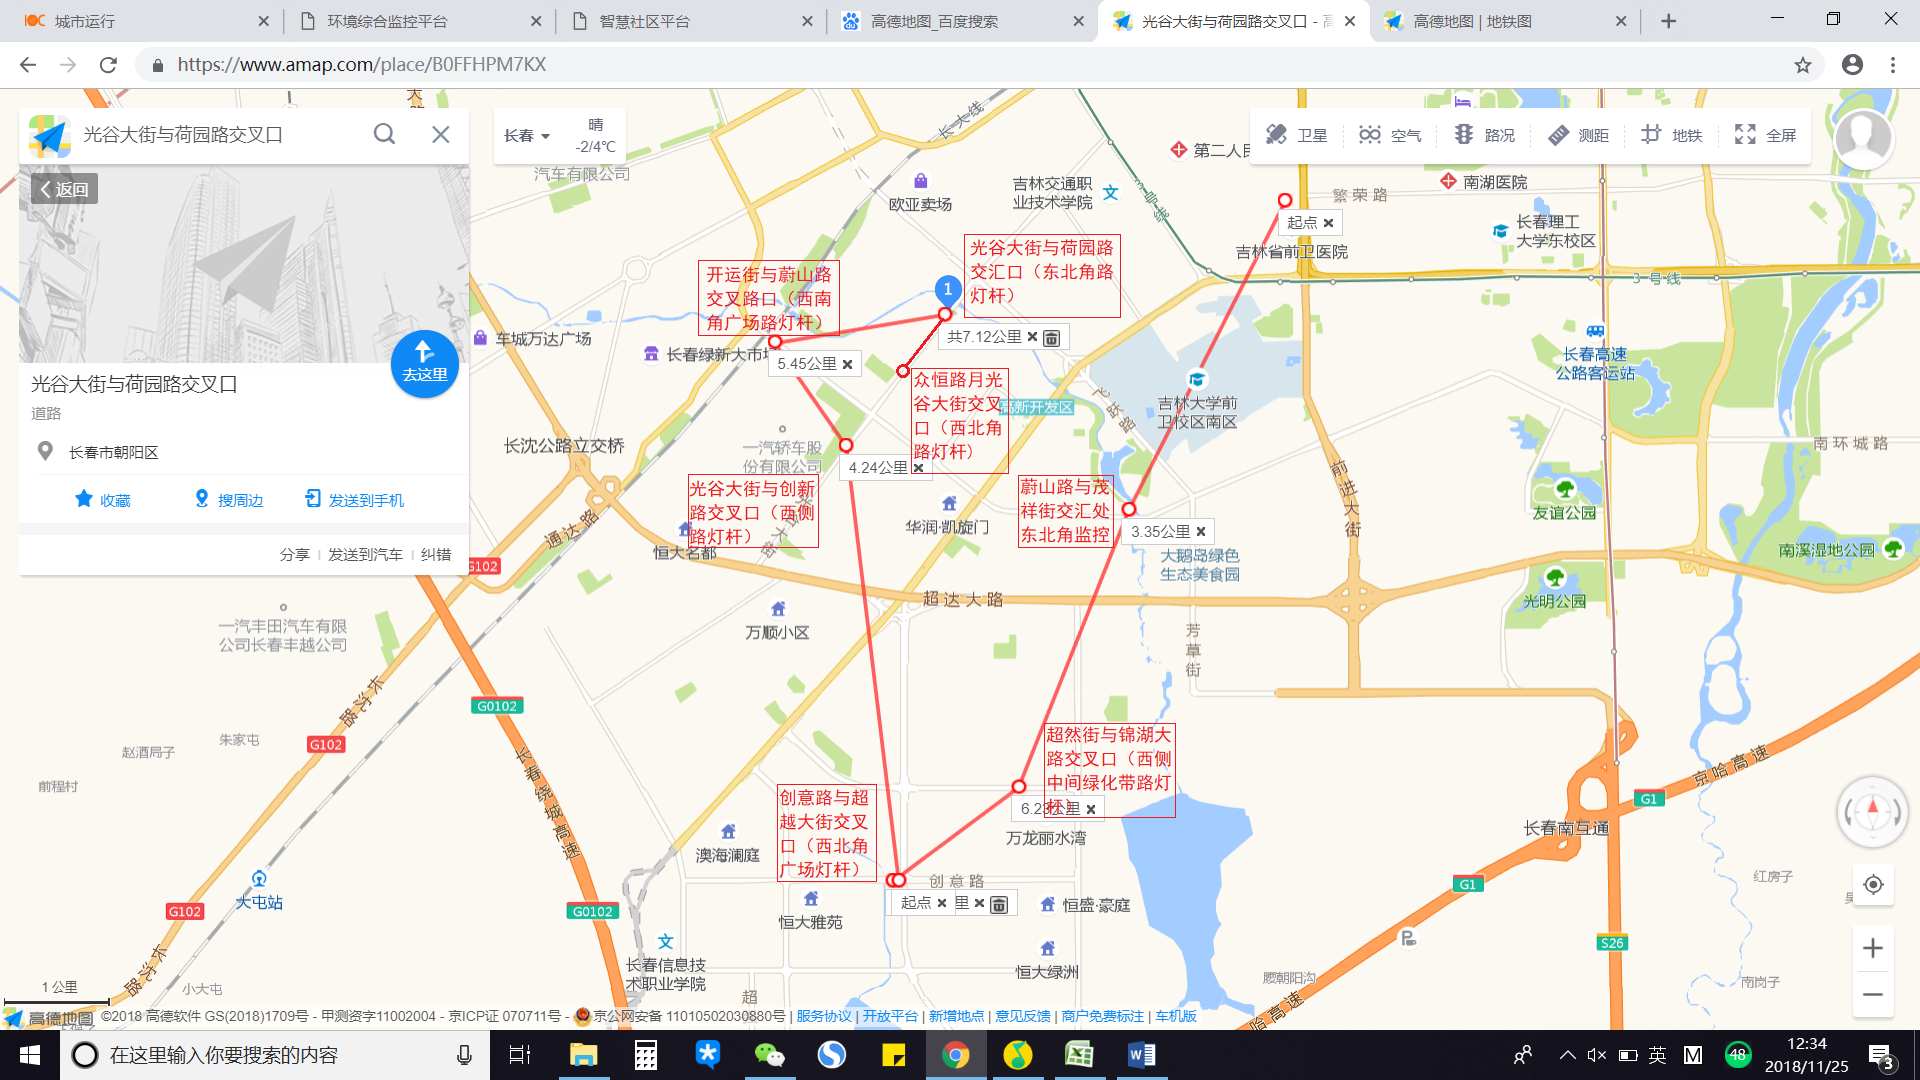 城市运行
环境综合监控平台
智慧社区平台
高德地图_百度搜索
光谷大街与荷园路交叉口 - 高
高德地图 | 地铁图
https://www.amap.com/place/B0FFHPM7KX
光谷大街与荷园路交叉口
返回
去这里
光谷大街与荷园路交叉口
道路
长春市朝阳区
收藏
搜周边
发送到手机
分享
发送到汽车
纠错
长春
晴
-2/4℃
卫星
空气
路况
测距
地铁
全屏
汽车有限公司
欧亚卖场
长大线
吉林交通职
业技术学院
3号线
第二人民
南湖医院
繁荣路
起点
吉林省前卫医院
长春理工
大学东校区
3号线
光谷大街与荷园路
交汇口（东北角路
灯杆）
开运街与蔚山路
交叉路口（西南
角广场路灯杆）
1
共7.12公里
车城万达广场
长春绿新大市场
5.45公里
众恒路月光
谷大街交叉
口（西北角
路灯杆）
高新开发区
飞跃路
吉林大学前
卫校区南区
长春高速
公路客运站
长沈公路立交桥
一汽轿车股
份有限公司
4.24公里
光谷大街与创新
路交叉口（西侧
路灯杆）
蔚山路与茂
祥街交汇处
东北角监控
3.35公里
华润·凯旋门
恒大名都
通达路
前进大街
南环城路
友谊公园
南溪湿地公园
光明公园
大鹅岛绿色
生态美食园
超达大路
G102
万顺小区
一汽丰田汽车有限
公司长春丰越公司
芳草街
长沈路
G0102
G102
朱家屯
赵酒局子
前程村
长春绕城高速
超然街与锦湖大
路交叉口（西侧
中间绿化带路灯
杆）
6.23公里
万龙丽水湾
创意路与超
越大街交叉
口（西北角
广场灯杆）
澳海澜庭
创意路
起点
里
恒盛·豪庭
恒大雅苑
恒大绿洲
长春信息技
术职业学院
大屯站
G102
G0102
长沈路
小大屯
超
京哈高速
G1
长春南互通
G1
红房子
S26
腮朝阳沟
南岗子
哈高速
1 公里
高德地图
©2018 高德软件 GS(2018)1709号 - 甲测资字11002004 - 京ICP证 070711号 - 京公网安备 11010502030880号 | 服务协议 | 开放平台 | 新增地点 | 意见反馈 | 商户免费标注 | 车机版
在这里输入你要搜索的内容
英
M
48
12:34
2018/11/25
3